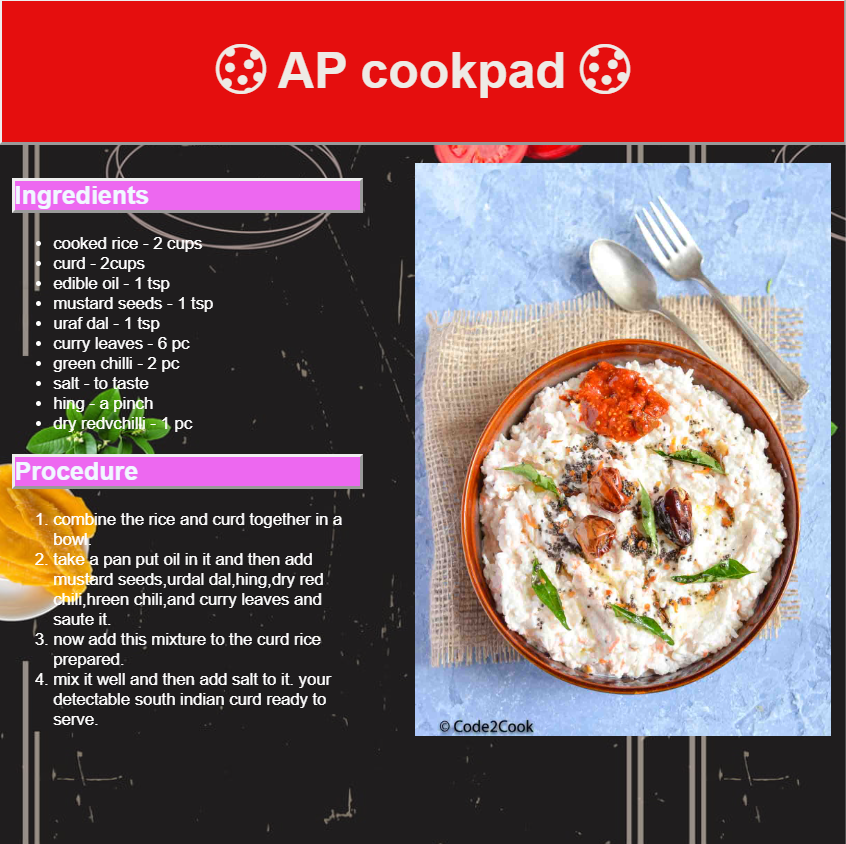 AP cookpad
Ingredients
cooked rice - 2 cups
curd - 2cups
edible oil - 1 tsp
mustard seeds - 1 tsp
uraf dal - 1 tsp
curry leaves - 6 pc
green chilli - 2 pc
salt - to taste
hing - a pinch
dry redvchilli - 1 pc
Procedure
1. combine the rice and curd together in a
bowl.
2. take a pan put oil in it and then add
mustard seeds,urdal dal,hing,dry red
chili,hreen chili,and curry leaves and
saute it.
3. now add this mixture to the curd rice
prepared.
4. mix it well and then add salt to it. your
detectable south indian curd ready to
serve.
© Code2Cook